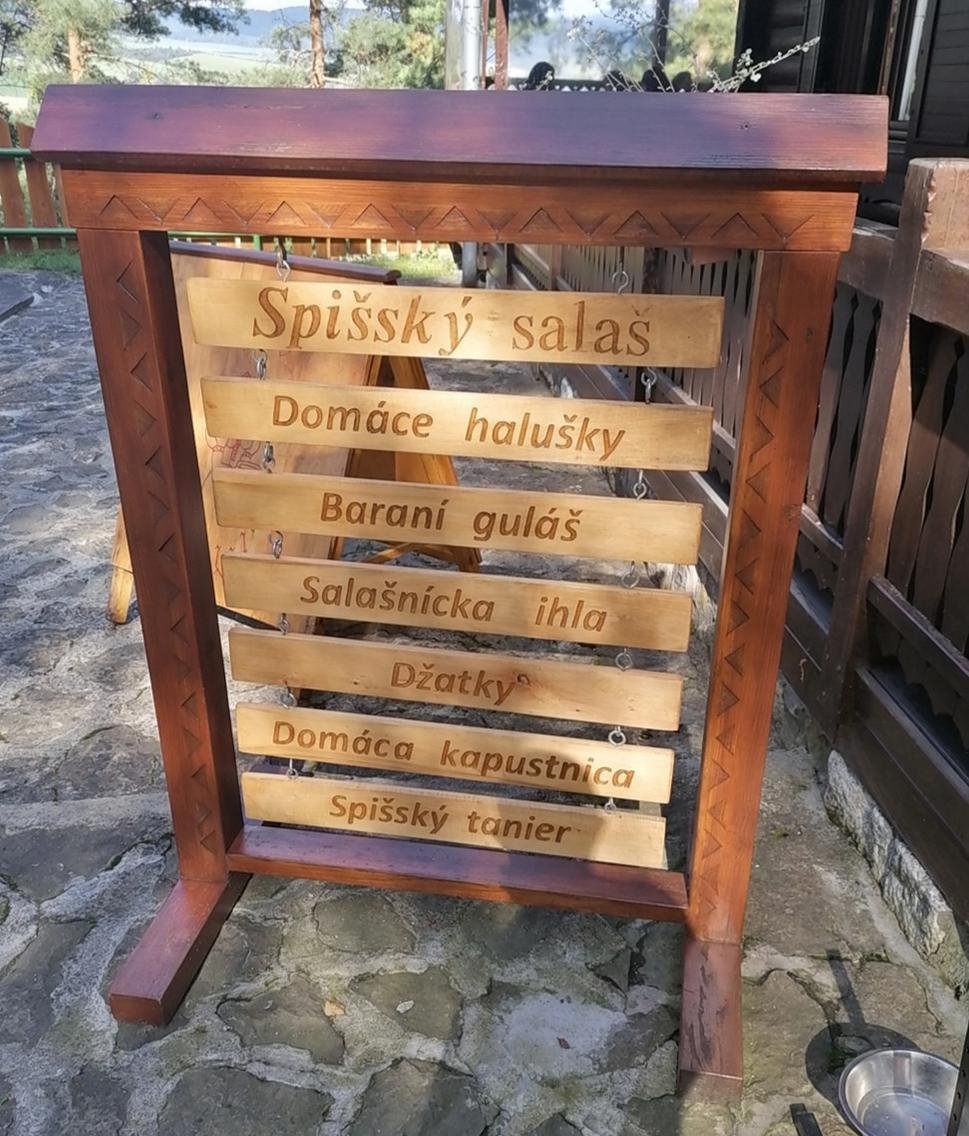 Spišský salaš
Domáce halušky
Baraní guláš
Salašnícka ihla
Džatky
Domáca kapustnica
Spišský tanier